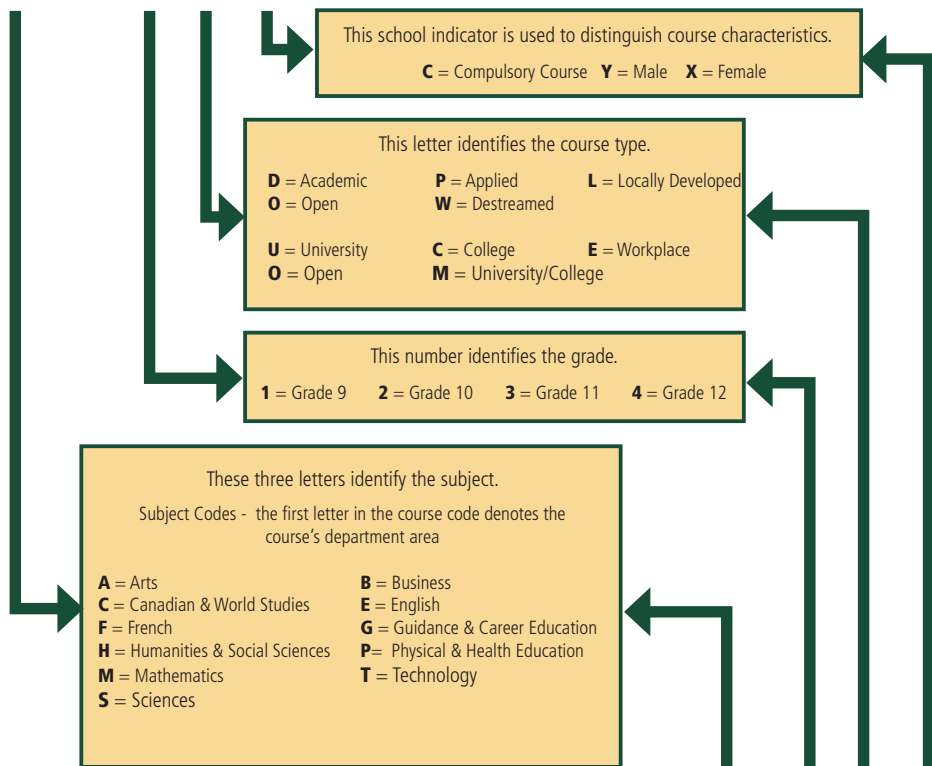 This school indicator is used to distinguish course characteristics.
C = Compulsory Course Y = Male X = Female
This letter identifies the course type.
D = Academic P = Applied L = Locally Developed
O = Open W = Destreamed
U = University C = College E = Workplace
O = Open M = University/College
This number identifies the grade.
1 = Grade 9 2 = Grade 10 3 = Grade 11 4 = Grade 12
These three letters identify the subject.
Subject Codes - the first letter in the course code denotes the
course's department area
A = Arts B = Business
C = Canadian & World Studies E = English
F = French G = Guidance & Career Education
H = Humanities & Social Sciences P= Physical & Health Education
M = Mathematics T = Technology
S = Sciences